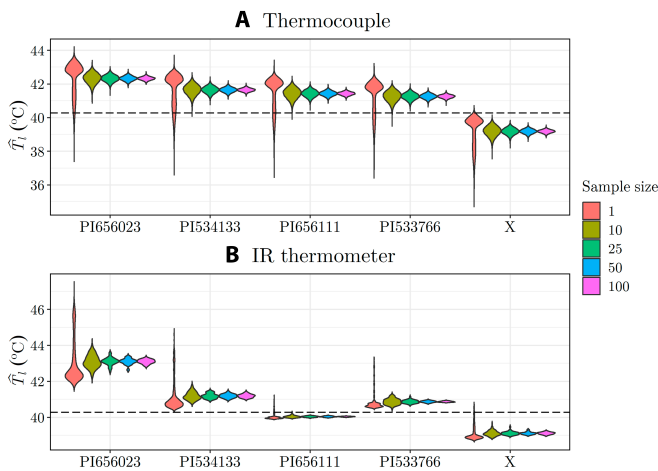 A Thermocouple
44
42
40
38
36
T̂l (°C)
PI656023 PI534133 PI656111 PI533766 X
B IR thermometer
46
44
42
40
T̂l (°C)
PI656023 PI534133 PI656111 PI533766 X
Sample size
1
10
25
50
100